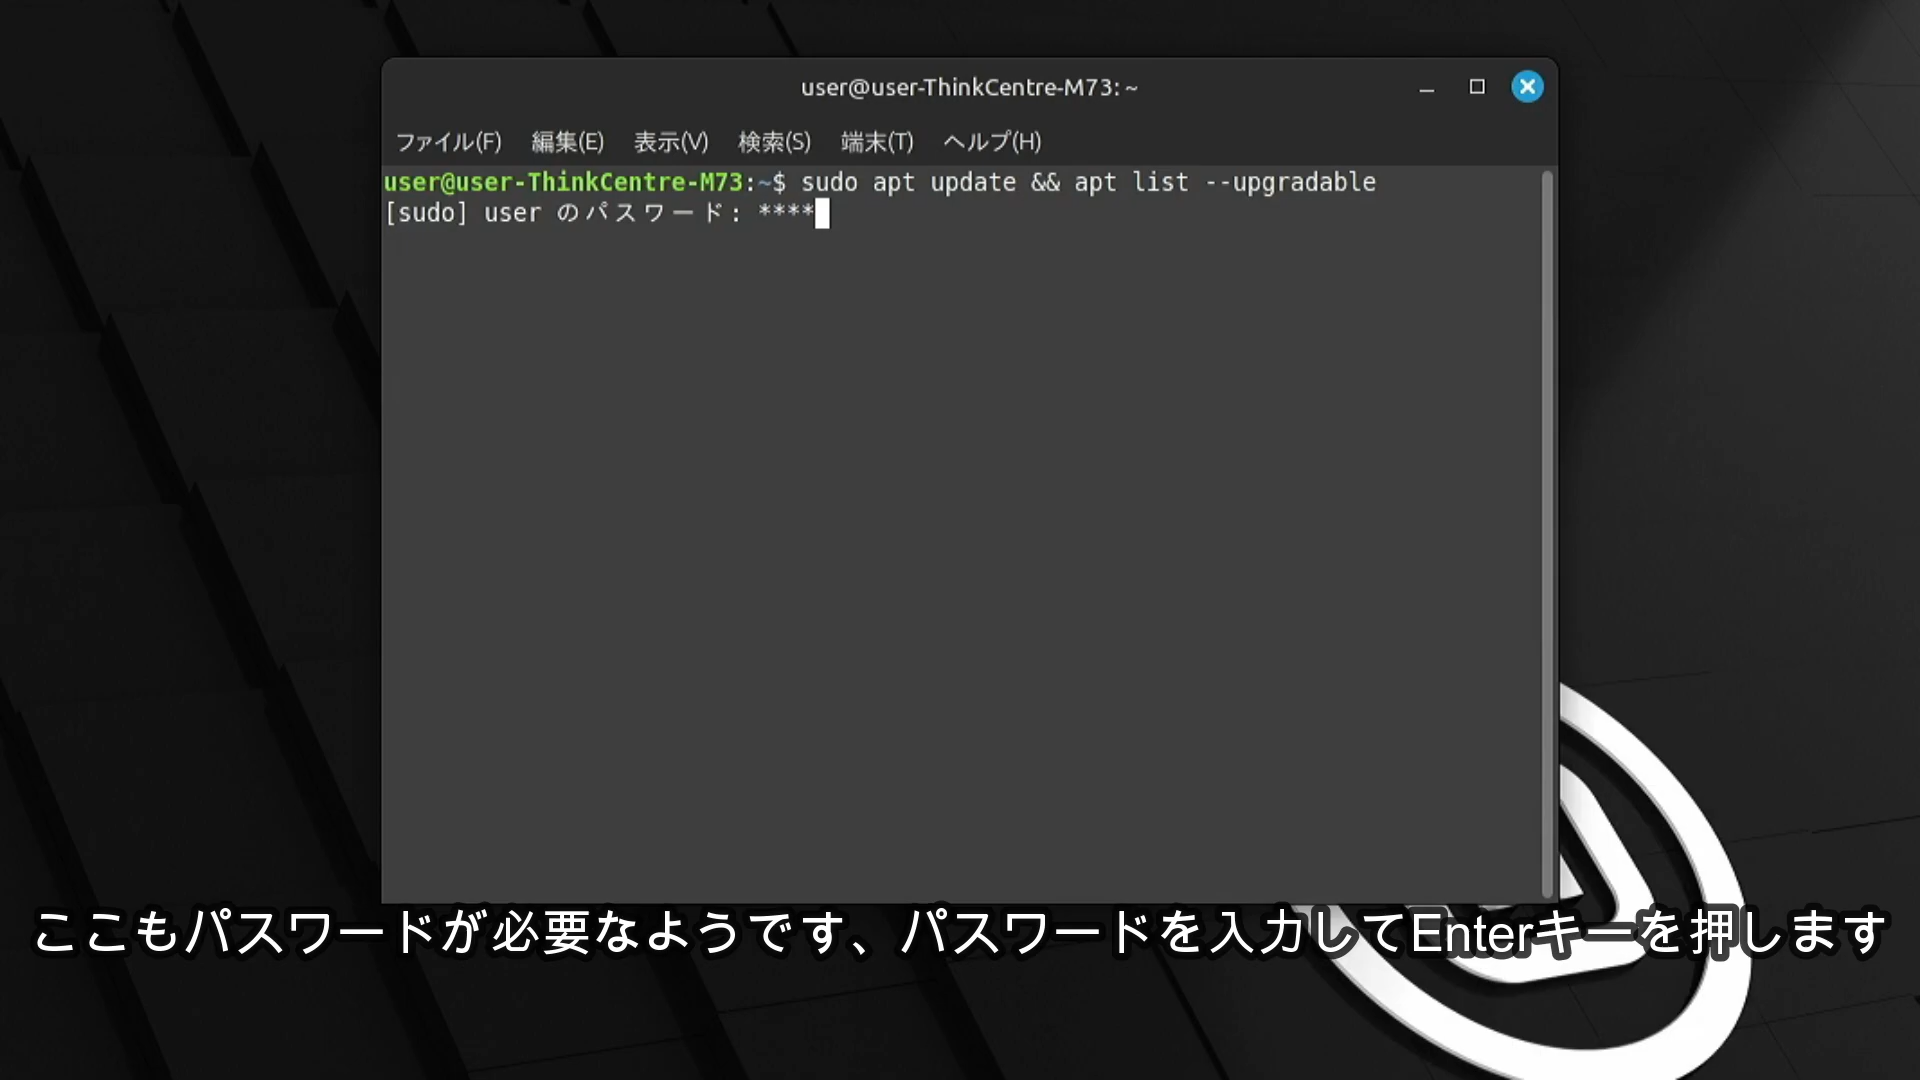 user@user-ThinkCentre-M73: ~
ファイル(F) 編集(E) 表示(V) 検索(S) 端末(T) ヘルプ(H)
user@user-ThinkCentre-M73:~$ sudo apt update && apt list --upgradable
[sudo] user のパスワード: ****
ここもパスワードが必要なようです、パスワードを入力してEnterキーを押します